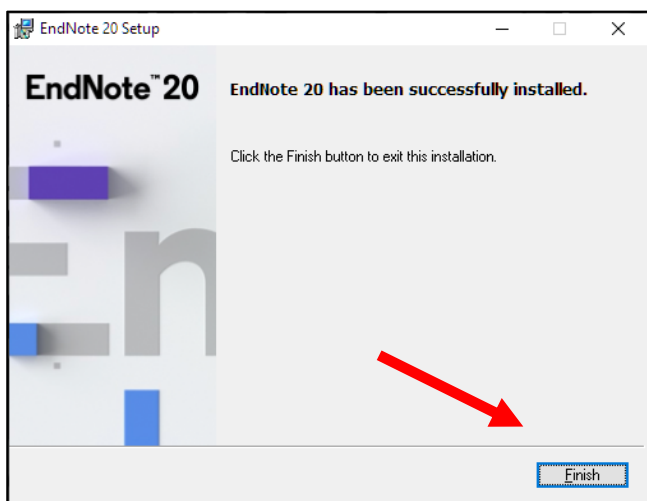 EndNote 20 Setup
EndNote™20
EndNote 20 has been successfully installed.
Click the Finish button to exit this installation.
En
Finish